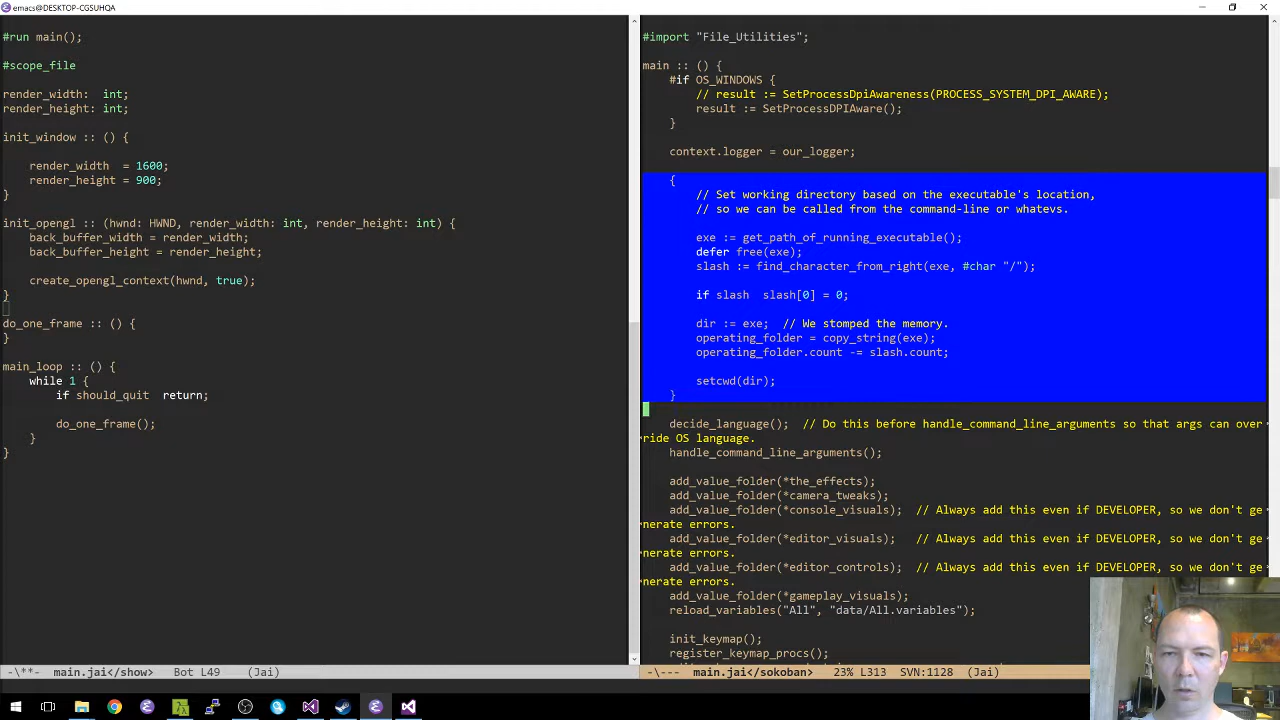 emacs@DESKTOP-CGSUHQA
#run main();
#scope_file
render_width:  int;
render_height: int;
init_window :: () {
render_width  = 1600;
render_height = 900;
}
init_opengl :: (hwnd: HWND, render_width: int, render_height: int) {
back_buffer_width = render_width;
back_buffer_height = render_height;
create_opengl_context(hwnd, true);
}
do_one_frame :: () {
}
main_loop :: () {
while 1 {
if should_quit  return;
do_one_frame();
}
}
-\**-  main.jai</show>  Bot L49  (Jai)
#import "File_Utilities";
main :: () {
#if OS_WINDOWS {
// result := SetProcessDpiAwareness(PROCESS_SYSTEM_DPI_AWARE);
result := SetProcessDPIAware();
}
context.logger = our_logger;
{
// Set working directory based on the executable's location,
// so we can be called from the command-line or whatevs.
exe := get_path_of_running_executable();
defer free(exe);
slash := find_character_from_right(exe, #char "/");
if slash  slash[0] = 0;
dir := exe;  // We stomped the memory.
operating_folder = copy_string(exe);
operating_folder.count -= slash.count;
setcwd(dir);
}
decide_language();  // Do this before handle_command_line_arguments so that args can over
ride OS language.
handle_command_line_arguments();
add_value_folder(*the_effects);
add_value_folder(*camera_tweaks);
add_value_folder(*console_visuals);  // Always add this even if DEVELOPER, so we don't ge
nerate errors.
add_value_folder(*editor_visuals);  // Always add this even if DEVELOPER, so we don't ge
nerate errors.
add_value_folder(*editor_controls);  // Always add this even if DEVELOPER, so we don't ge
nerate errors.
add_value_folder(*gameplay_visuals);
reload_variables("All", "data/All.variables");
init_keymap();
register_keymap_procs();
-\---  main.jai</sokoban>  23% L313  SVN:1128  (Jai)